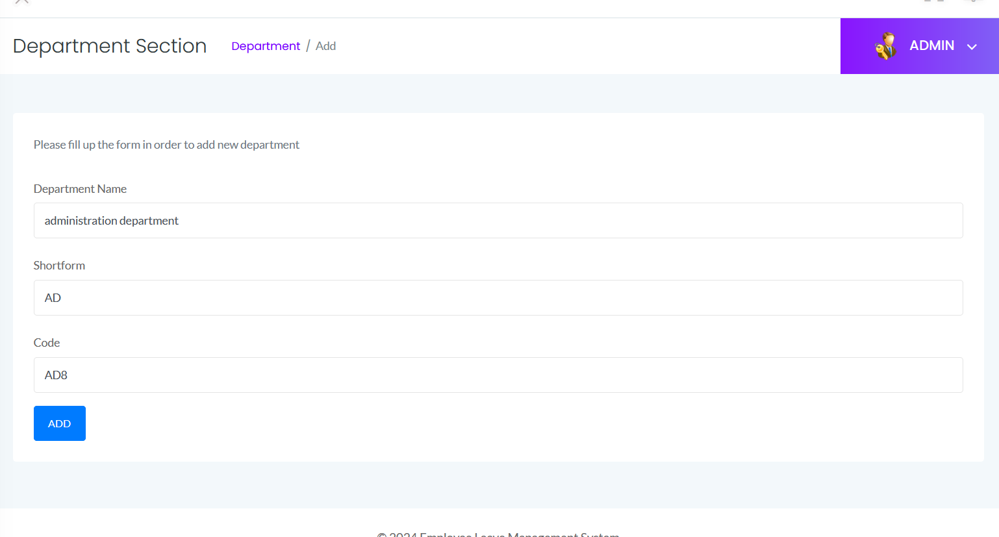 Department Section
Department / Add
ADMIN
Please fill up the form in order to add new department
Department Name
administration department
Shortform
AD
Code
AD8
ADD
© 2024 Employee Leave Management System